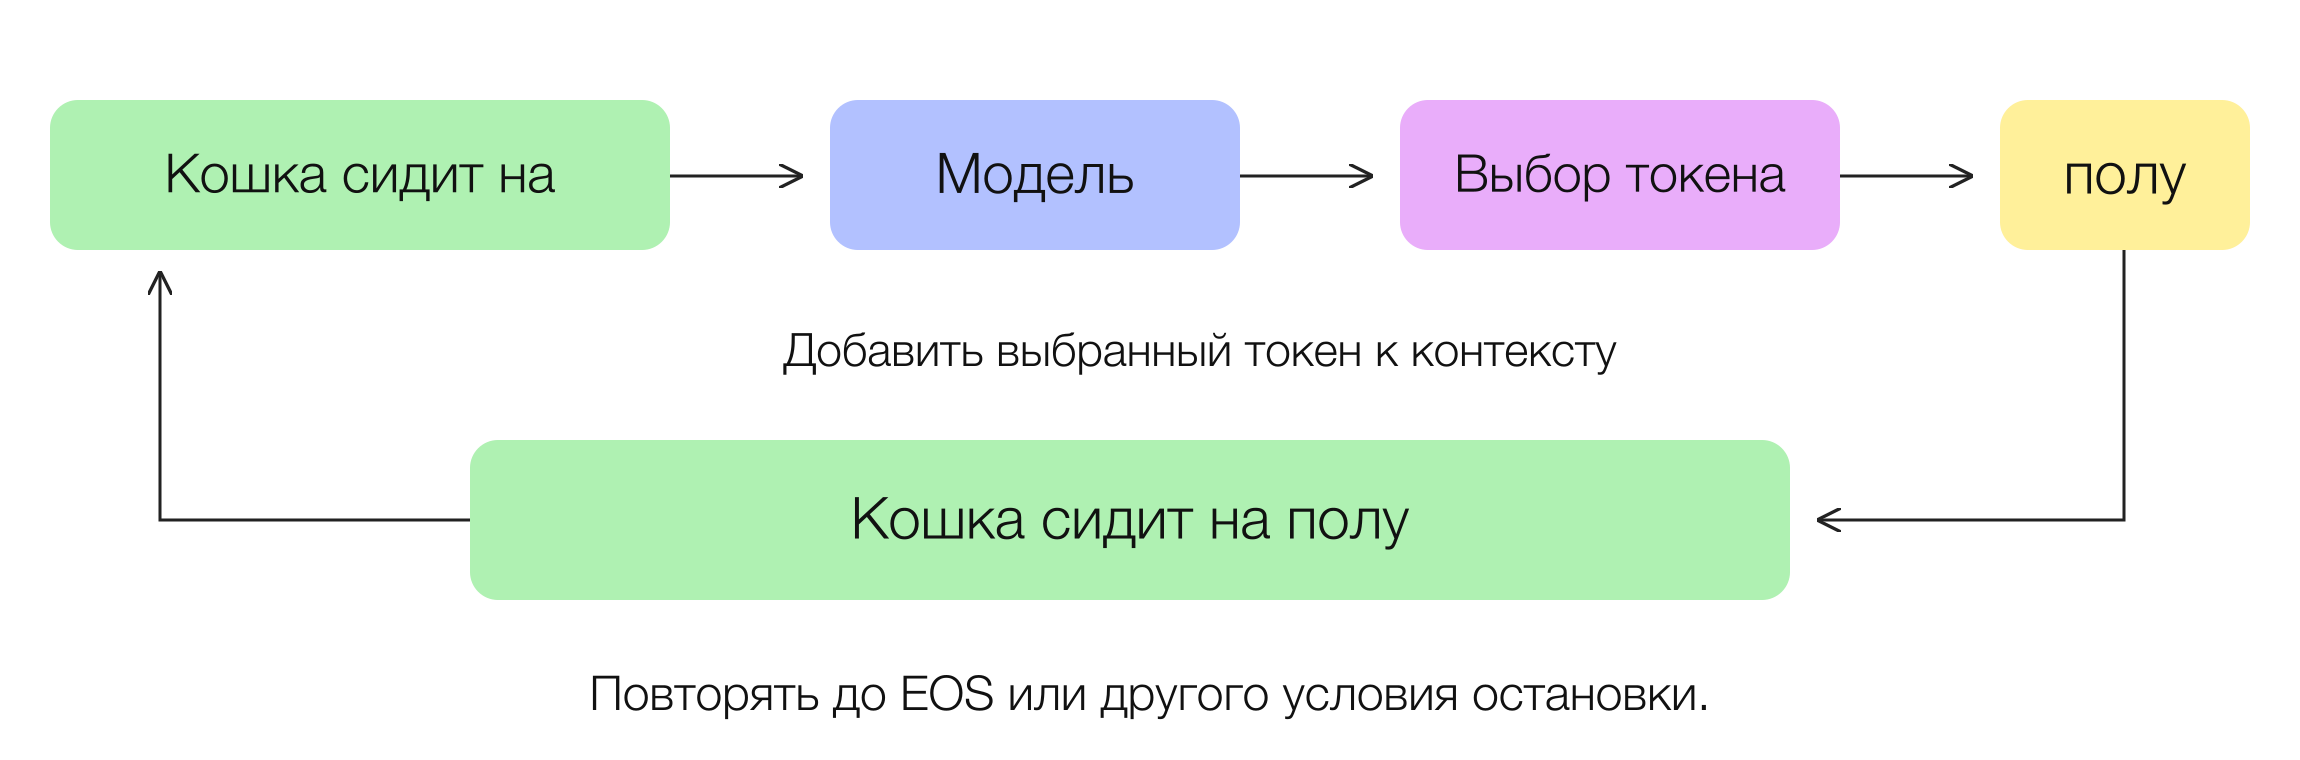 Кошка сидит на
Модель
Выбор токена
полу
Добавить выбранный токен к контексту
Кошка сидит на полу
Повторять до EOS или другого условия остановки.